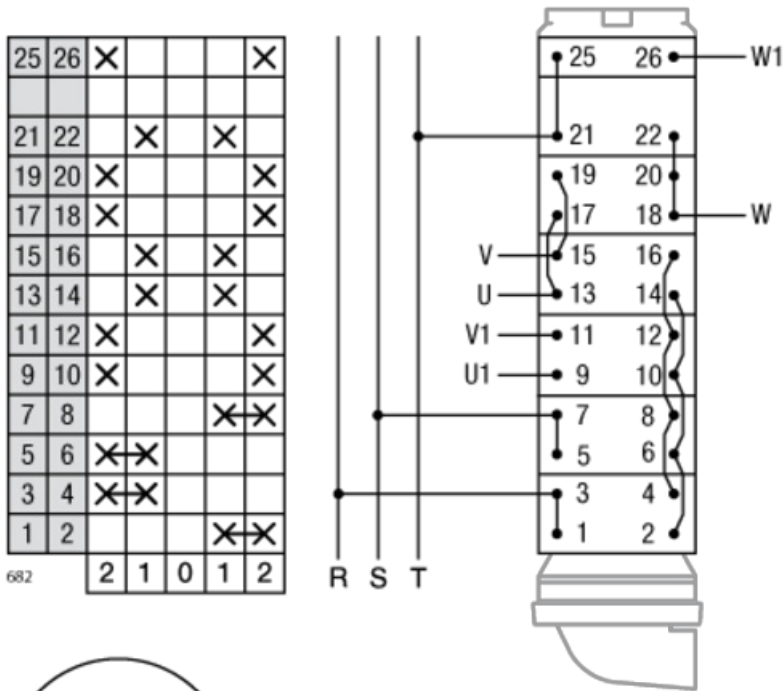 25 26 X X 25 26 W1
21 22 X X 21 22
19 20 X X 19 20
17 18 X X 17 18 W
15 16 X X V 15 16
13 14 X X U 13 14
11 12 X X V1 11 12
9 10 X X U1 9 10
7 8 X X 7 8
5 6 X X 5 6
3 4 X X 3 4
1 2 X X 1 2
682 2 1 0 1 2 R S T